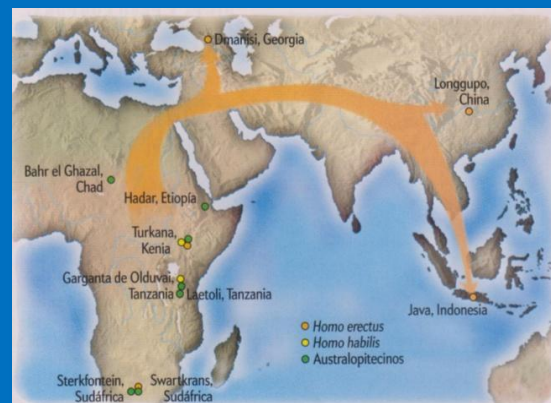 Dmanisi, Georgia
Longgupo,
China
Bahr el Ghazal,
Chad
Hadar, Etiopía
Turkana,
Kenia
Garganta de Olduvai,
Tanzania
Laetoli, Tanzania
Java, Indonesia
Homo erectus
Homo habilis
Australopitecinos
Sterkfontein,
Sudáfrica
Swartkrans,
Sudáfrica